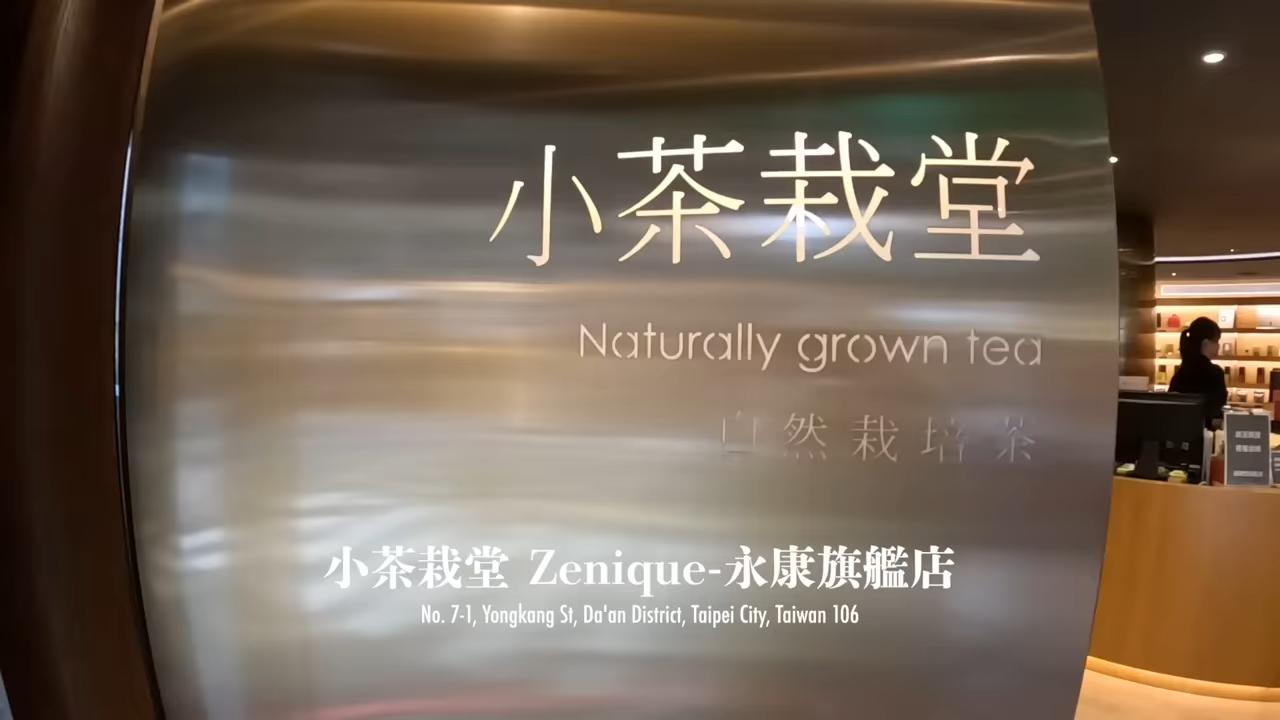 小茶栽堂
Naturally grown tea
自然栽培茶
小茶栽堂 Zenique-永康旗艦店
No. 7-1, Yongkang St, Da'an District, Taipei City, Taiwan 106